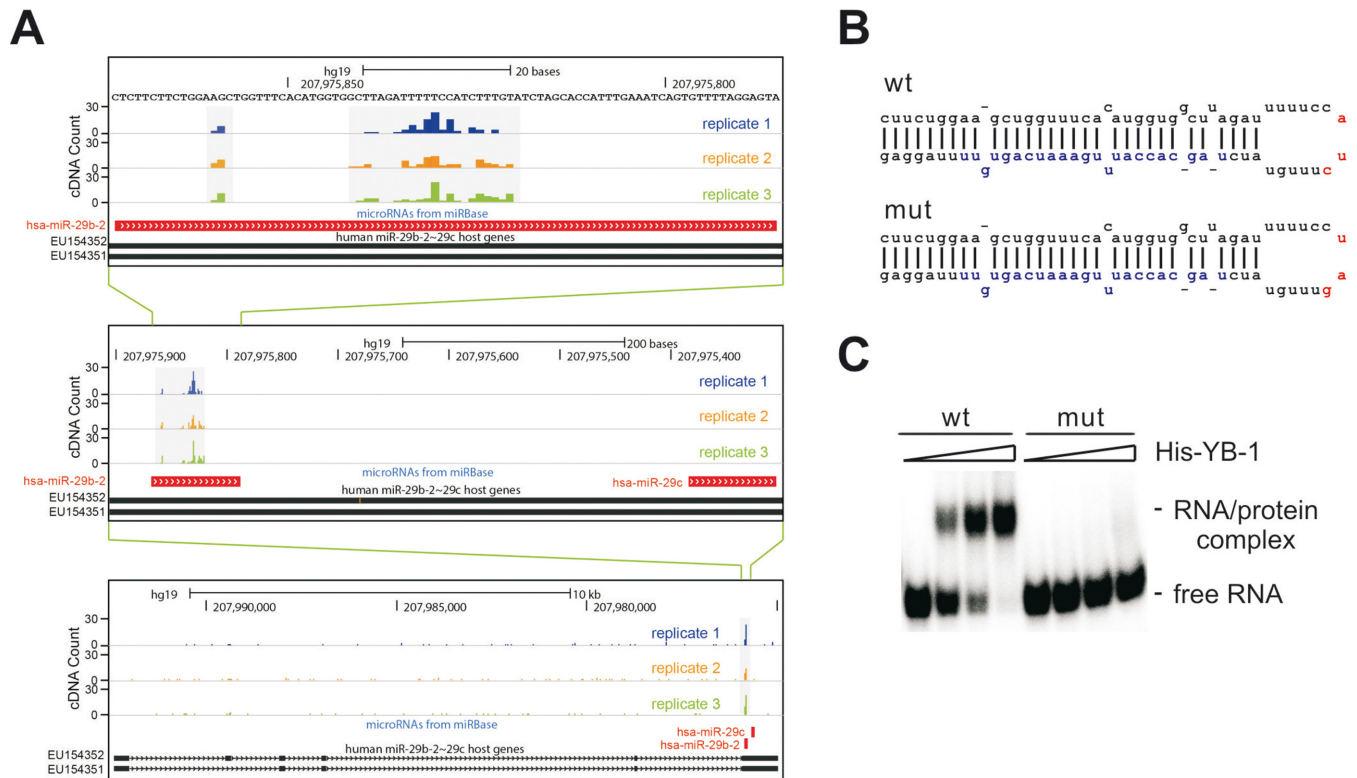 A
hg19 20 bases
207,975,850 207,975,800
CTCTTCTTCTGGAAGCTGGTTTCACATGGTGGCTTAGATTTTTCCATCTTTGTATCTAGCACCATTTGAAATCAGTGTTTTAGGAGTA
cDNA Count
30
0
replicate 1
30
0
replicate 2
30
0
replicate 3
microRNAs from miRBase
hsa-miR-29b-2
human miR-29b-2~29c host genes
EU154352
EU154351
hg19 200 bases
207,975,900 207,975,800 207,975,700 207,975,600 207,975,500 207,975,400
cDNA Count
30
0
replicate 1
30
0
replicate 2
30
0
replicate 3
microRNAs from miRBase
hsa-miR-29b-2 hsa-miR-29c
human miR-29b-2~29c host genes
EU154352
EU154351
hg19 10 kb
207,990,000 207,985,000 207,980,000
cDNA Count
30
0
replicate 1
30
0
replicate 2
30
0
replicate 3
microRNAs from miRBase
hsa-miR-29c
hsa-miR-29b-2
human miR-29b-2~29c host genes
EU154352
EU154351
B
wt
- c g u uuucc
cuucuggaa gcugguuuca auggug cu agau u a
gaggauuuu ugacuaaagu uaccac ga u cua u
g u - - uguuuc
mut
- c g u uuucc
cuucuggaa gcugguuuca auggug cu agau u u
gaggauuuu ugacuaaagu uaccac ga u cua a
g u - - uguuug
C
wt mut
His-YB-1
- RNA/protein
complex
- free RNA